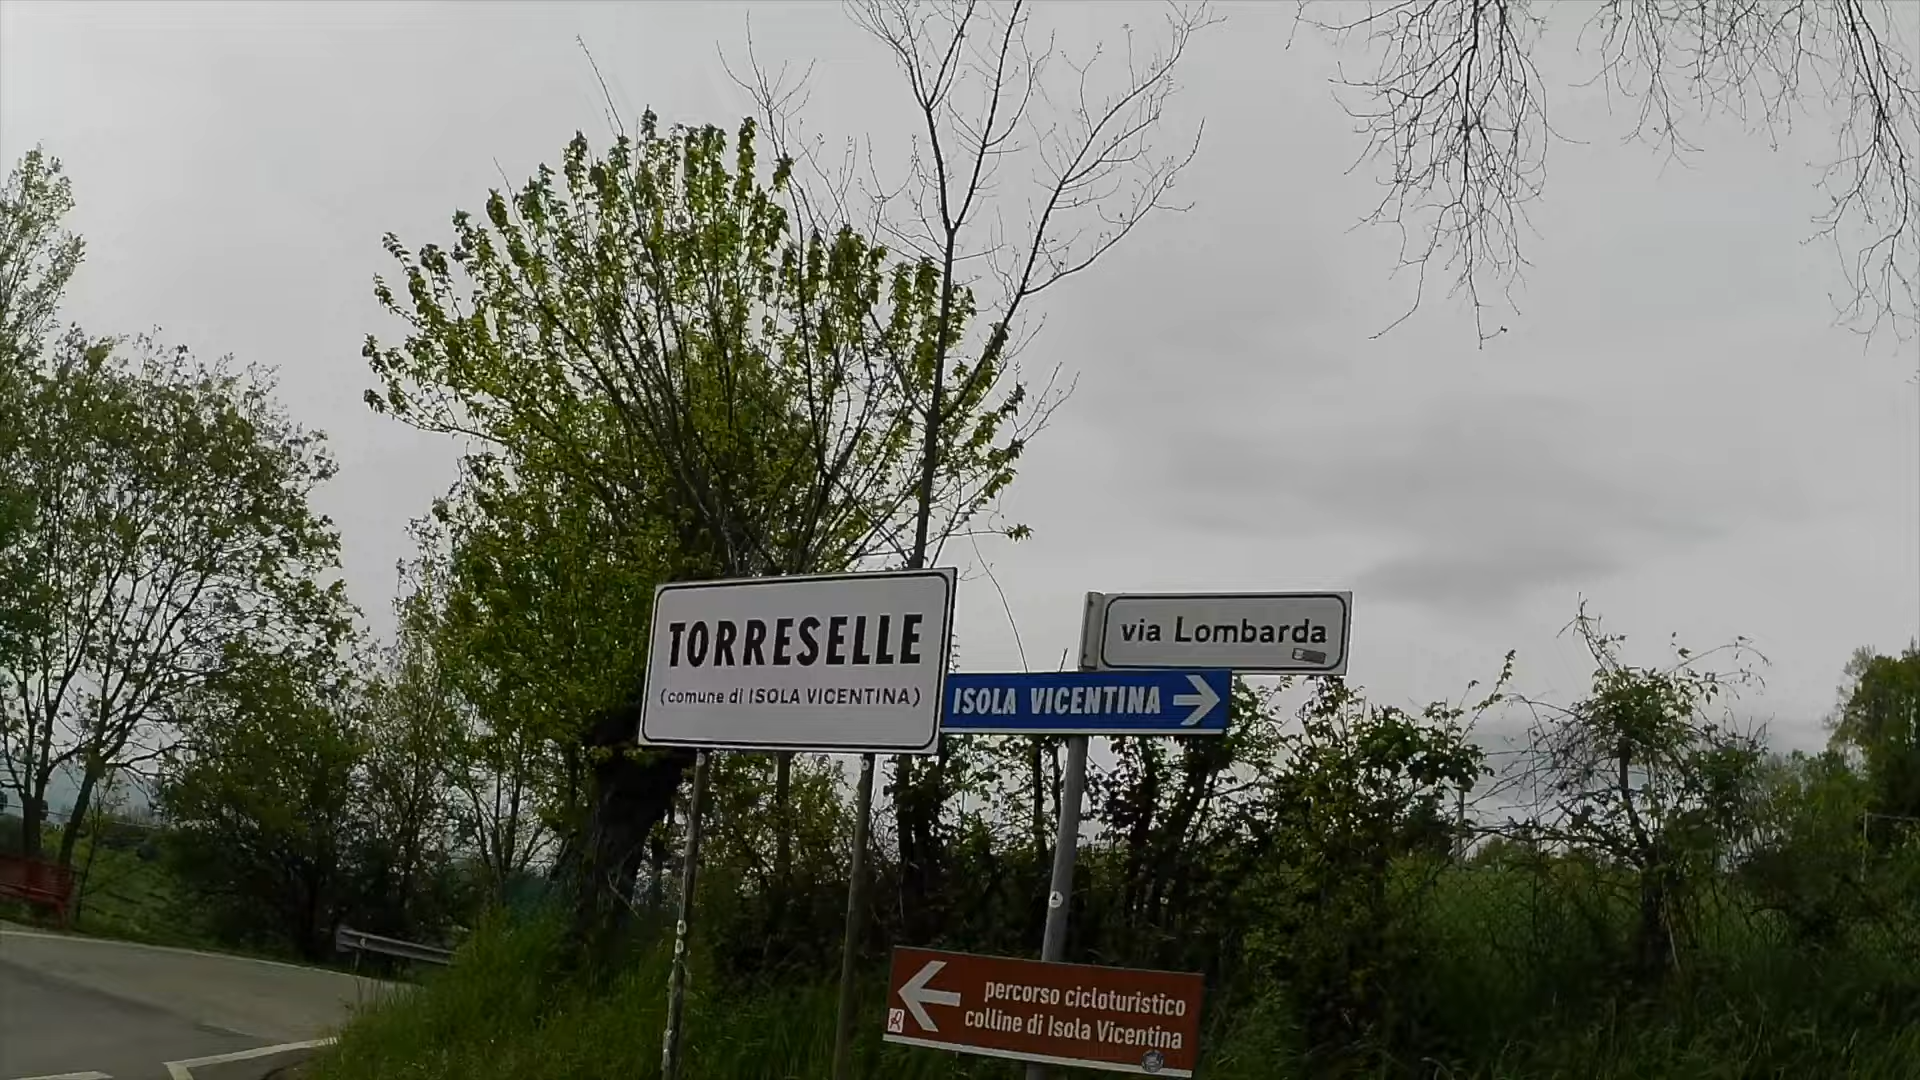 TORRESELLE
(comune di ISOLA VICENTINA)
via Lombarda
ISOLA VICENTINA
percorso cicloturistico
colline di Isola Vicentina